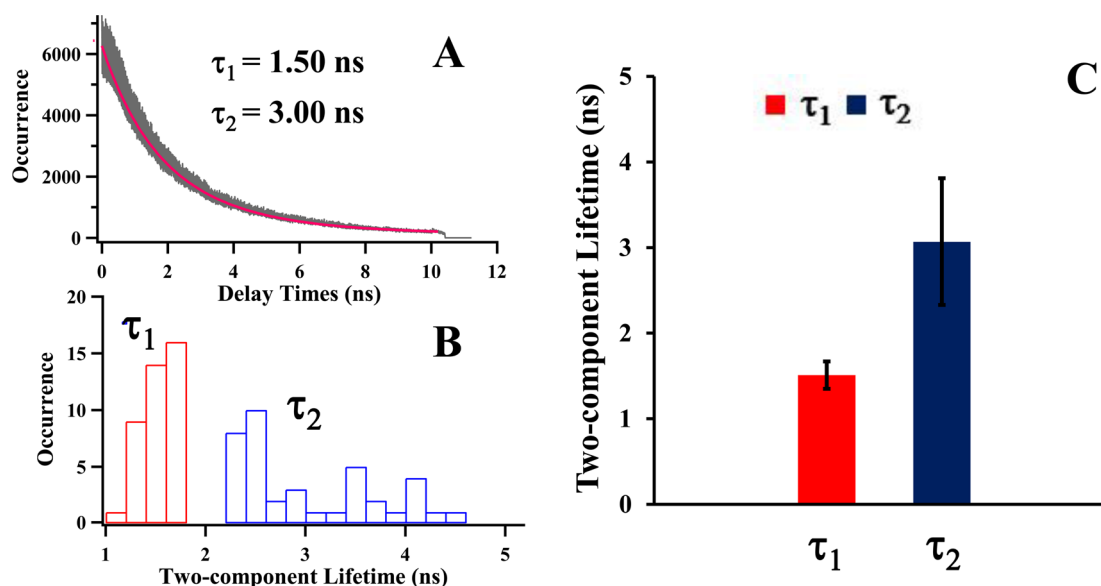 A
τ1 = 1.50 ns
τ2 = 3.00 ns
Occurrence
6000
4000
2000
0
0 2 4 6 8 10 12
Delay Times (ns)
B
τ1
τ2
Occurrence
20
15
10
5
0
1 2 3 4 5
Two-component Lifetime (ns)
C
τ1 τ2
Two-component Lifetime (ns)
5
4
3
2
1
0
τ1 τ2